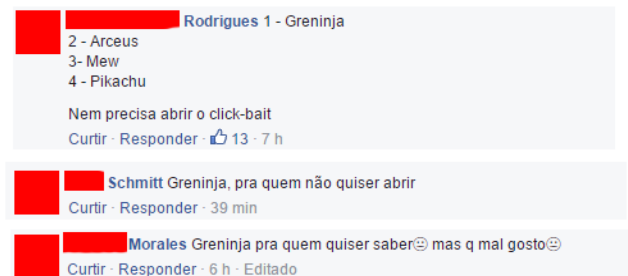 Rodrigues 1 - Greninja
2 - Arceus
3- Mew
4 - Pikachu
Nem precisa abrir o click-bait
Curtir · Responder · 13 · 7 h
Schmitt Greninja, pra quem não quiser abrir
Curtir · Responder · 39 min
Morales Greninja pra quem quiser saber😐 mas q mal gosto😐
Curtir · Responder · 6 h · Editado